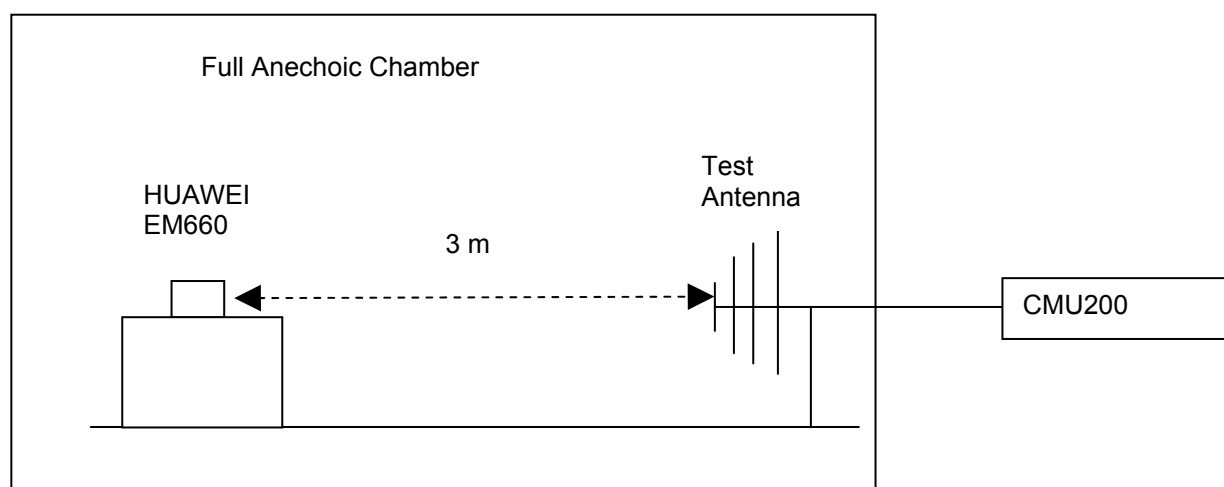 Full Anechoic Chamber
HUAWEI
EM660
3 m
Test
Antenna
CMU200